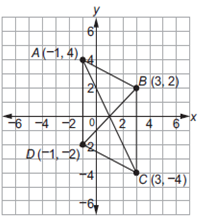 y
6
A (−1, 4)
4
B (3, 2)
2
−6 −4 −2 2 4 6 x
−2
D (−1, −2)
−4
C (3, −4)
−6